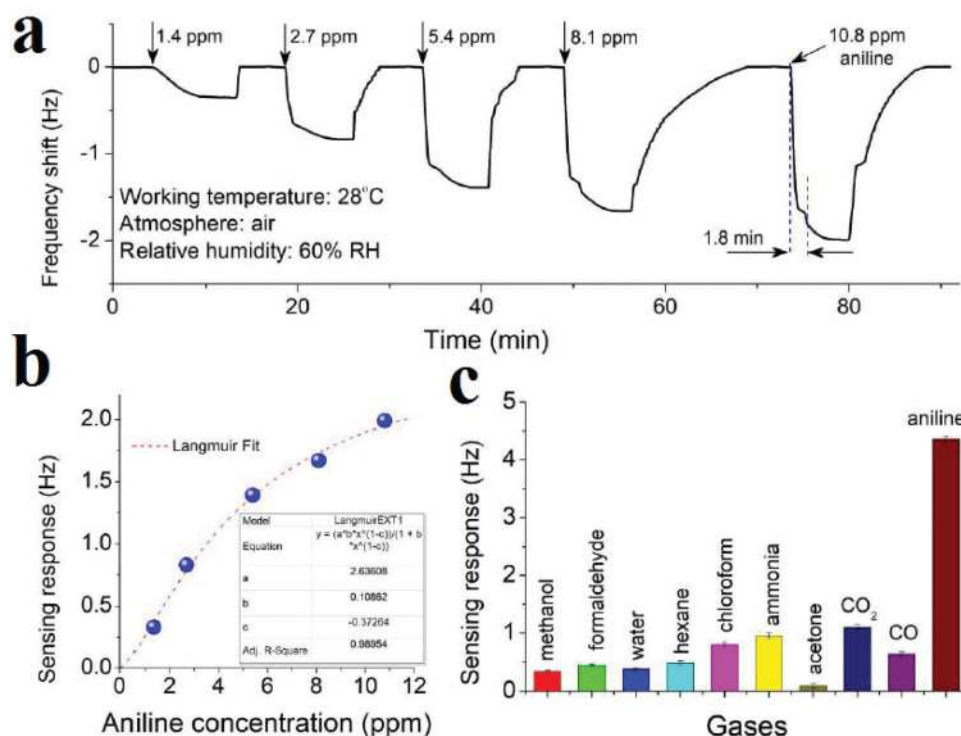 a
1.4 ppm
2.7 ppm
5.4 ppm
8.1 ppm
10.8 ppm
aniline
Frequency shift (Hz)
0
-1
-2
Working temperature: 28°C
Atmosphere: air
Relative humidity: 60% RH
1.8 min
0 20 40 60 80
Time (min)
b
Sensing response (Hz)
2.0
1.5
1.0
0.5
0.0
Langmuir Fit
Model LangmuirEXT1
Equation y = (a*b*x^(1-c))/(1 + b
*x^(1-c))
a 2.63608
b 0.10862
c -0.37264
Adj. R-Square 0.98954
0 2 4 6 8 10 12
Aniline concentration (ppm)
c
Sensing response (Hz)
5
4
3
2
1
0
methanol
formaldehyde
water
hexane
chloroform
ammonia
acetone
CO2
CO
aniline
Gases